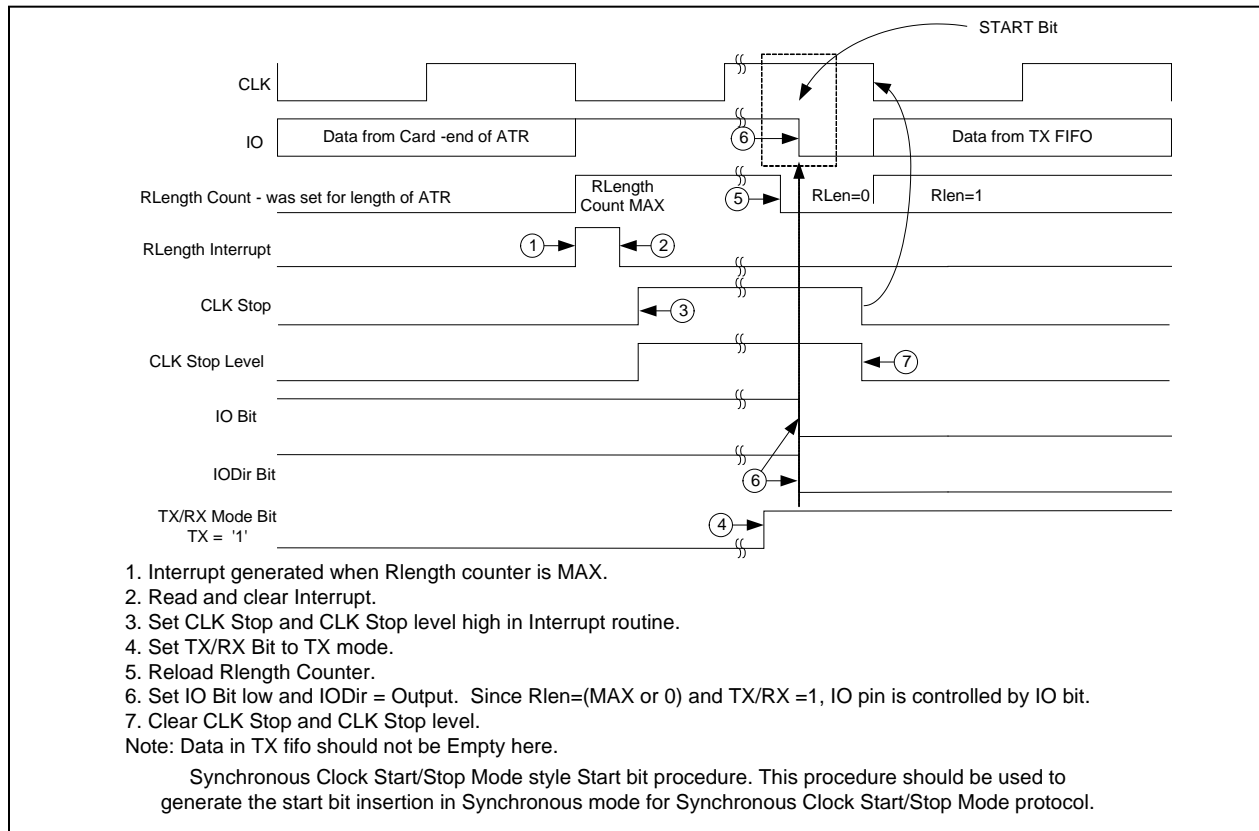 START Bit
CLK
IO
Data from Card -end of ATR
6
Data from TX FIFO
RLength Count - was set for length of ATR
RLength
Count MAX
5
RLen=0
Rlen=1
RLength Interrupt
1
2
CLK Stop
3
CLK Stop Level
7
IO Bit
IODir Bit
6
TX/RX Mode Bit
TX = '1'
4
1. Interrupt generated when Rlength counter is MAX.
2. Read and clear Interrupt.
3. Set CLK Stop and CLK Stop level high in Interrupt routine.
4. Set TX/RX Bit to TX mode.
5. Reload Rlength Counter.
6. Set IO Bit low and IODir = Output. Since Rlen=(MAX or 0) and TX/RX =1, IO pin is controlled by IO bit.
7. Clear CLK Stop and CLK Stop level.
Note: Data in TX fifo should not be Empty here.
Synchronous Clock Start/Stop Mode style Start bit procedure. This procedure should be used to
generate the start bit insertion in Synchronous mode for Synchronous Clock Start/Stop Mode protocol.